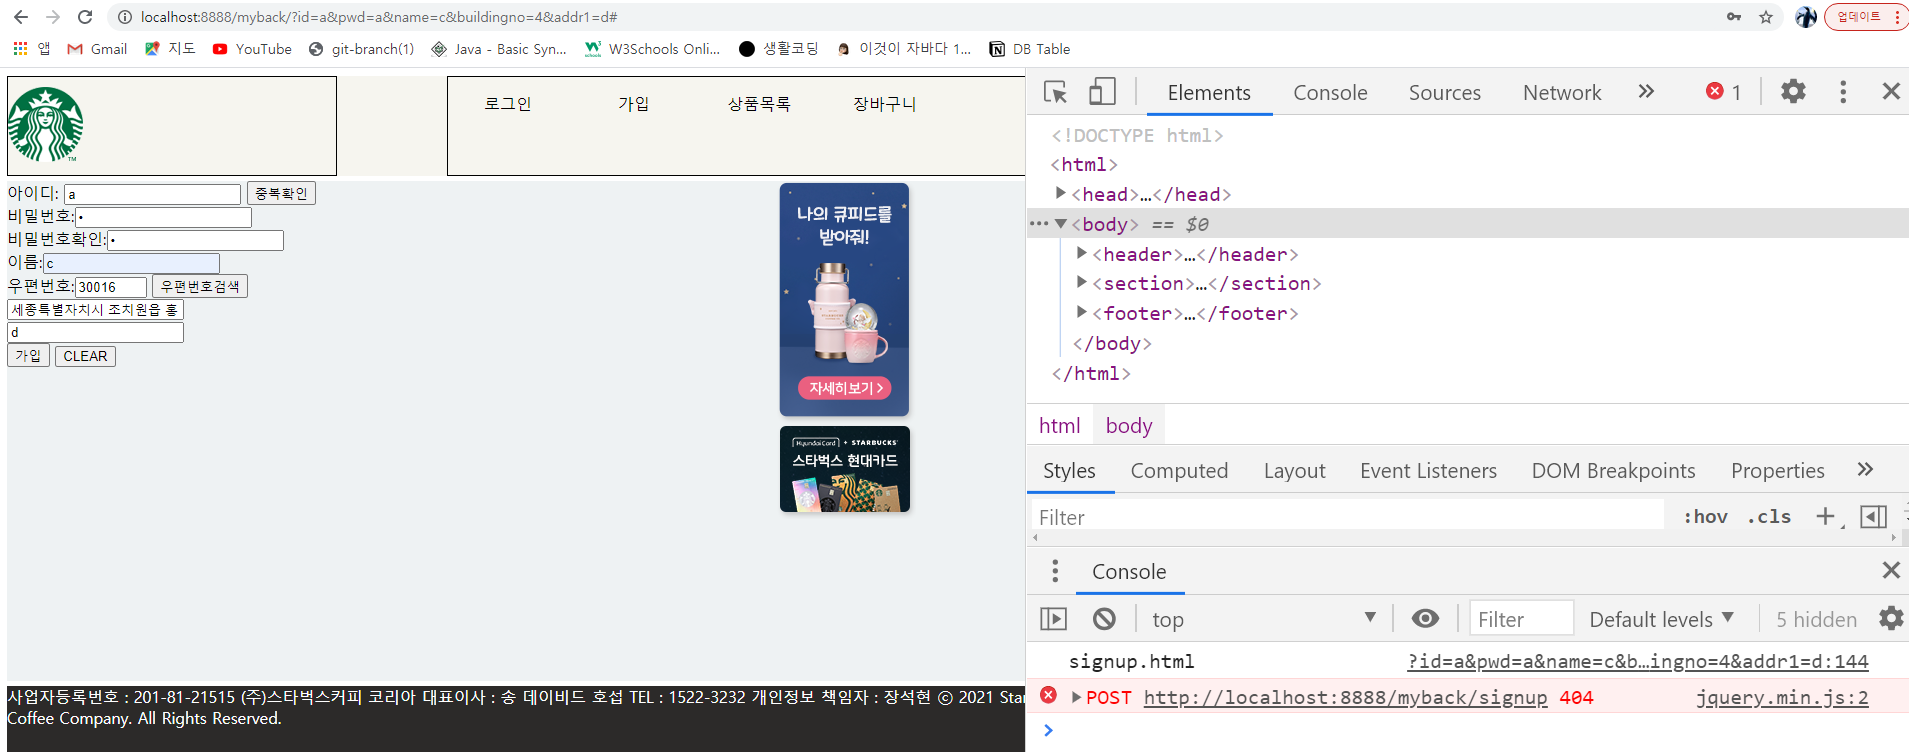 localhost:8888/myback/?id=a&pwd=a&name=c&buildingno=4&addr1=d#
업데이트
앱 Gmail 지도 YouTube git-branch(1) Java - Basic Syn... W3Schools Onli... 생활코딩 이것이 자바다 1... DB Table
로그인 가입 상품목록 장바구니
아이디: a 중복확인
비밀번호:•
비밀번호확인:•
이름:c
우편번호:30016 우편번호검색
세종특별자치시 조치원읍 홍
d
가입 CLEAR
나의 큐피드를
받아줘!
자세히보기 >
HyundaiCard + STARBUCKS
스타벅스 현대카드
사업자등록번호 : 201-81-21515 (주)스타벅스커피 코리아 대표이사 : 송 데이비드 호섭 TEL : 1522-3232 개인정보 책임자 : 장석현 ⓒ 2021 Star
Coffee Company. All Rights Reserved.
Elements Console Sources Network » 1
<!DOCTYPE html>
<html>
<head>…</head>
<body> == $0
<header>…</header>
<section>…</section>
<footer>…</footer>
</body>
</html>
html body
Styles Computed Layout Event Listeners DOM Breakpoints Properties »
Filter :hov .cls +
Console
top Filter Default levels 5 hidden
signup.html ?id=a&pwd=a&name=c&b…ingno=4&addr1=d:144
POST http://localhost:8888/myback/signup 404 jquery.min.js:2